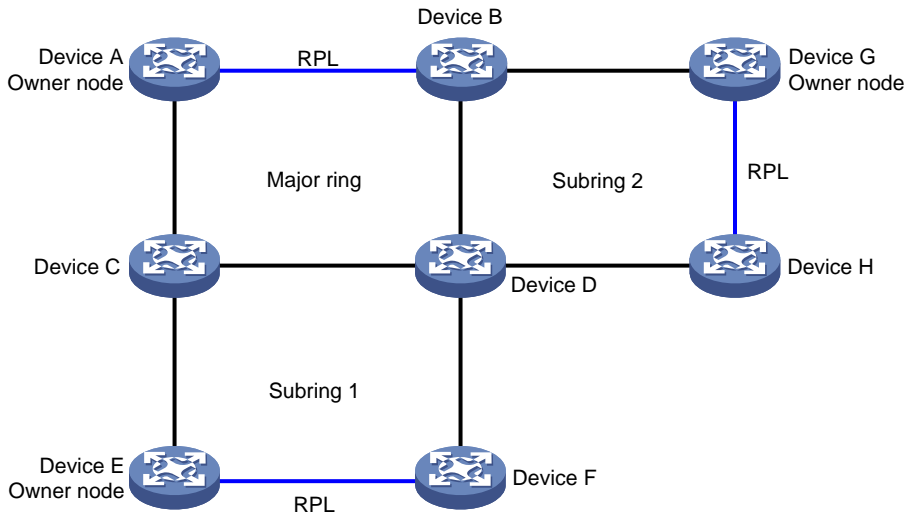 Device B
Device A
Owner node
RPL
Device G
Owner node
Major ring
Subring 2
RPL
Device C
Device D
Device H
Subring 1
Device E
Owner node
RPL
Device F